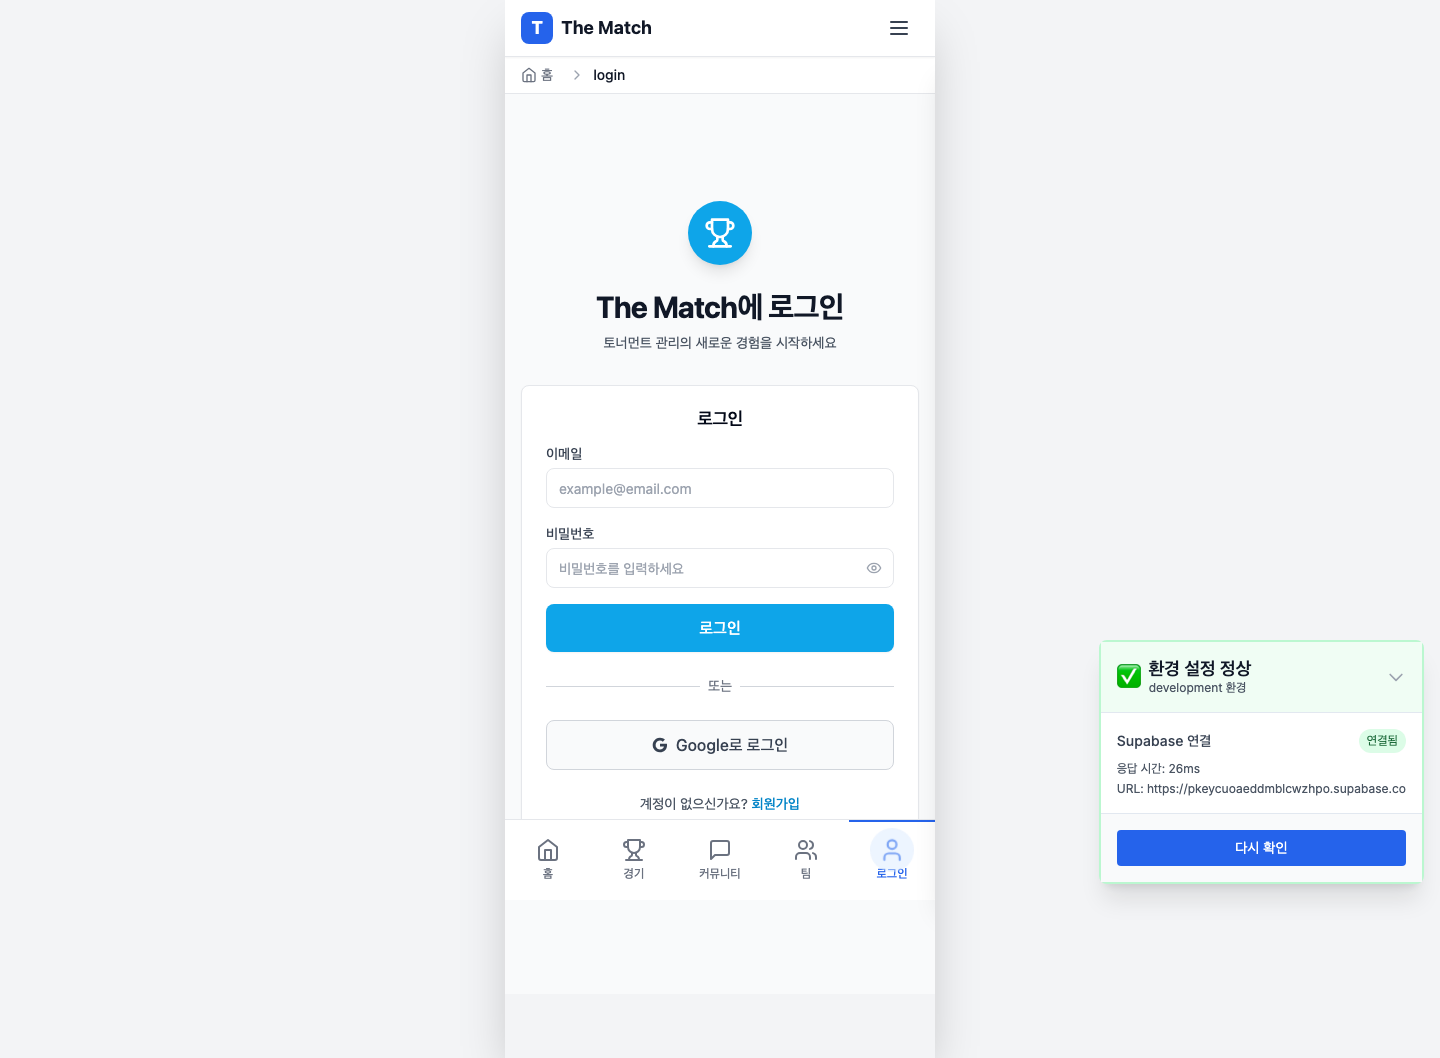 T The Match
홈 login
The Match에 로그인
토너먼트 관리의 새로운 경험을 시작하세요
로그인
이메일
example@email.com
비밀번호
비밀번호를 입력하세요
로그인
또는
G Google로 로그인
계정이 없으신가요? 회원가입
홈 경기 커뮤니티 팀 로그인
환경 설정 정상
development 환경
Supabase 연결 연결됨
응답 시간: 26ms
URL: https://pkeycuoaeddmblcwzhpo.supabase.co
다시 확인